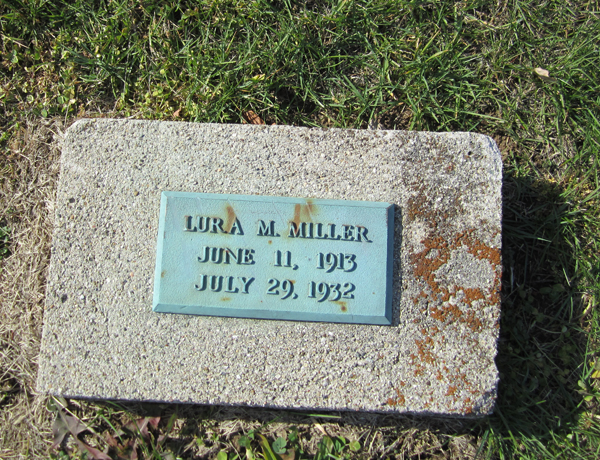 LURA M. MILLER
JUNE 11, 1913
JULY 29, 1932